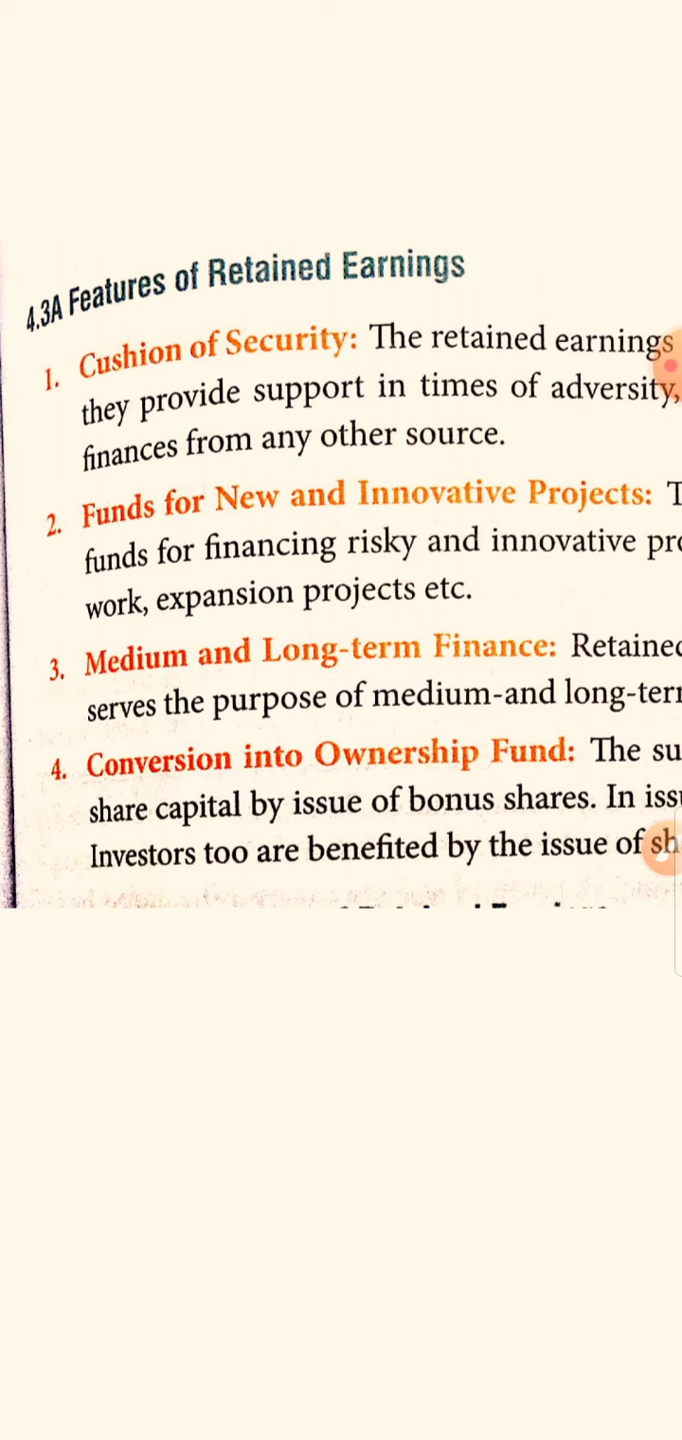 4.3A Features of Retained Earnings
1. Cushion of Security: The retained earnings
they provide support in times of adversity,
finances from any other source.
2. Funds for New and Innovative Projects:
funds for financing risky and innovative
work, expansion projects etc.
3. Medium and Long-term Finance:
serves the purpose of medium-and
4. Conversion into Ownership Fund: The
share capital by issue of bonus shares. In
Investors too are benefited by the issue of